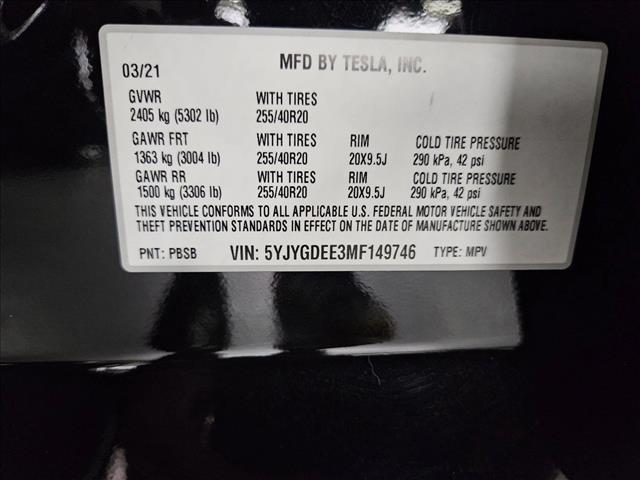 03/21 MFD BY TESLA, INC.
GVWR WITH TIRES
2405 kg (5302 lb) 255/40R20
GAWR FRT WITH TIRES RIM COLD TIRE PRESSURE
1363 kg (3004 lb) 255/40R20 20X9.5J 290 kPa, 42 psi
GAWR RR WITH TIRES RIM COLD TIRE PRESSURE
1500 kg (3306 lb) 255/40R20 20X9.5J 290 kPa, 42 psi
THIS VEHICLE CONFORMS TO ALL APPLICABLE U.S. FEDERAL MOTOR VEHICLE SAFETY AND
THEFT PREVENTION STANDARDS IN EFFECT ON THE DATE OF MANUFACTURE SHOWN ABOVE.
PNT: PBSB VIN: 5YJYGDEE3MF149746 TYPE: MPV